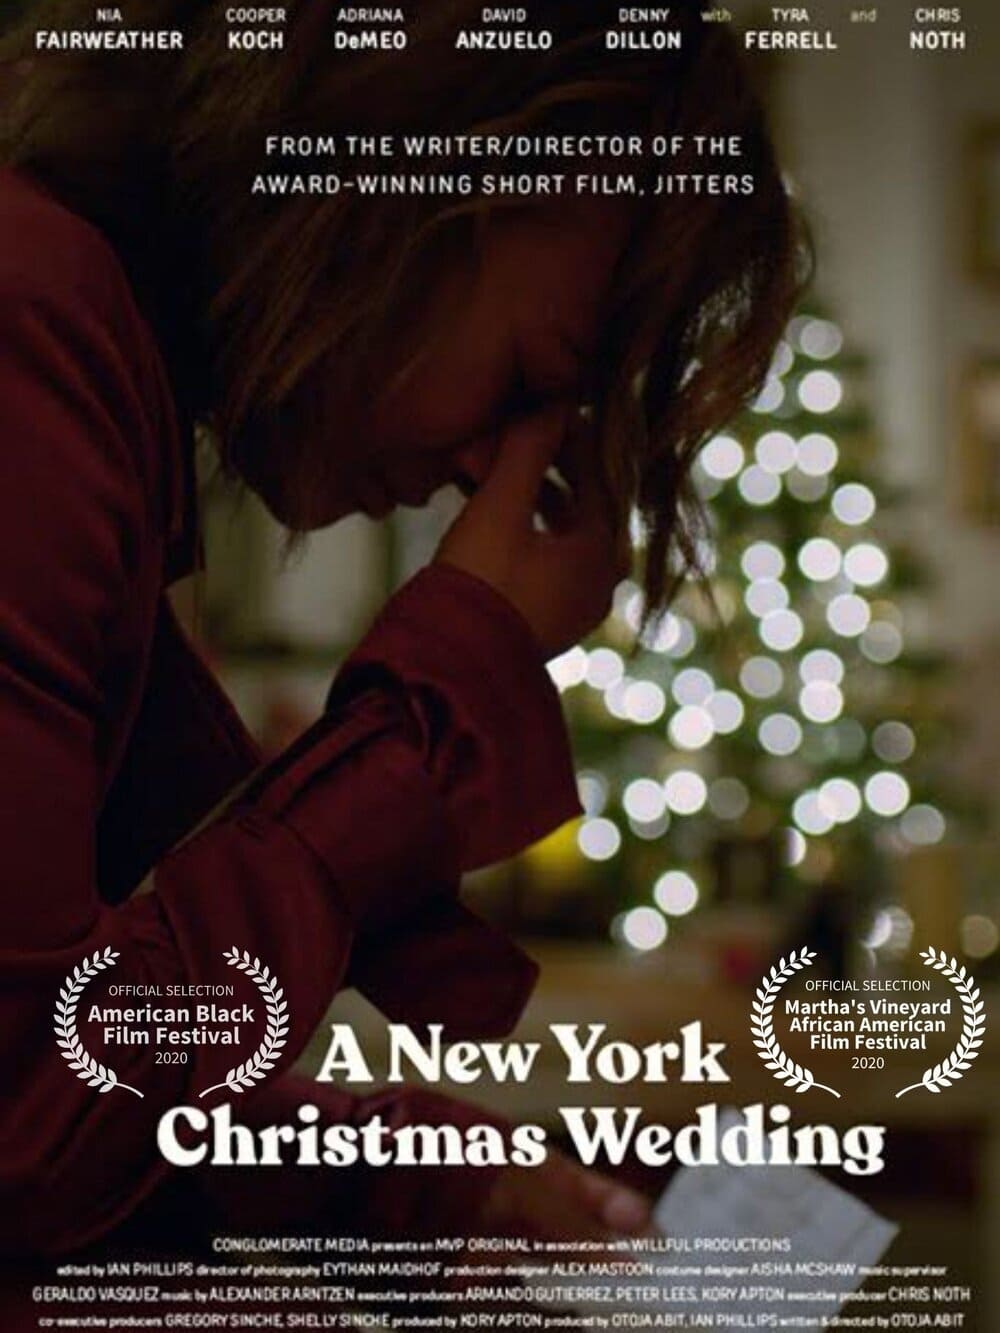 NIA COOPER ADRIANA DAVID DENNY with TYRA and CHRIS
FAIRWEATHER KOCH DeMEO ANZUELO DILLON FERRELL NOTH
FROM THE WRITER/DIRECTOR OF THE
AWARD-WINNING SHORT FILM, JITTERS
OFFICIAL SELECTION
American Black
Film Festival
2020
OFFICIAL SELECTION
Martha's Vineyard
African American
Film Festival
2020
A New York
Christmas Wedding
CONGLOMERATE MEDIA presents an MVP ORIGINAL in association with WILLFUL PRODUCTIONS
edited by IAN PHILLIPS director of photography EYTHAN MAIDHOF production designer ALEX MASTOON costume designer AISHA MCSHAW music supervisor
GERALDO VASQUEZ music by ALEXANDER ARNTZEN executive producers ARMANDO GUTIERREZ, PETER LEES, KORY APTON executive producer CHRIS NOTH
co-executive producers GREGORY SINCHE, SHELLY SINCHE produced by KORY APTON produced by OTOJA ABIT, IAN PHILLIPS written & directed by OTOJA ABIT